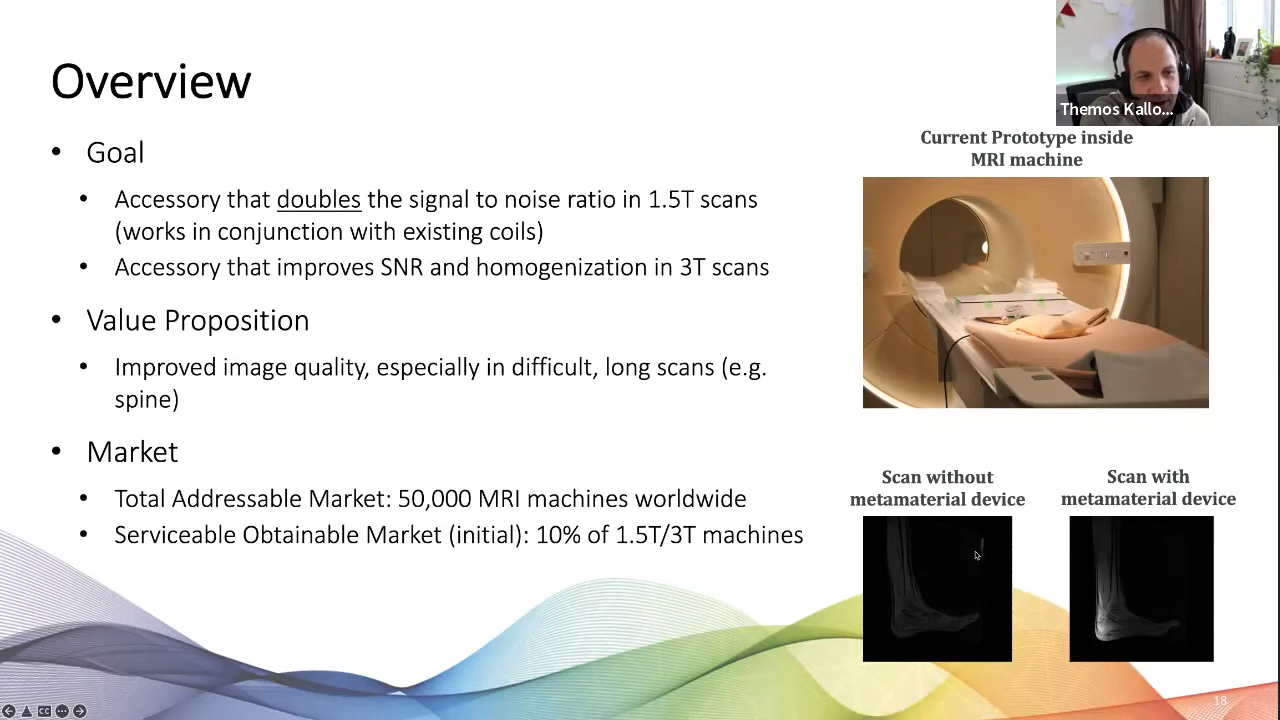 Overview
Themos Kallo...
• Goal
• Accessory that doubles the signal to noise ratio in 1.5T scans
(works in conjunction with existing coils)
• Accessory that improves SNR and homogenization in 3T scans
• Value Proposition
• Improved image quality, especially in difficult, long scans (e.g.
spine)
• Market
• Total Addressable Market: 50,000 MRI machines worldwide
• Serviceable Obtainable Market (initial): 10% of 1.5T/3T machines
Current Prototype inside
MRI machine
Scan without
metamaterial device
Scan with
metamaterial device
18
CC